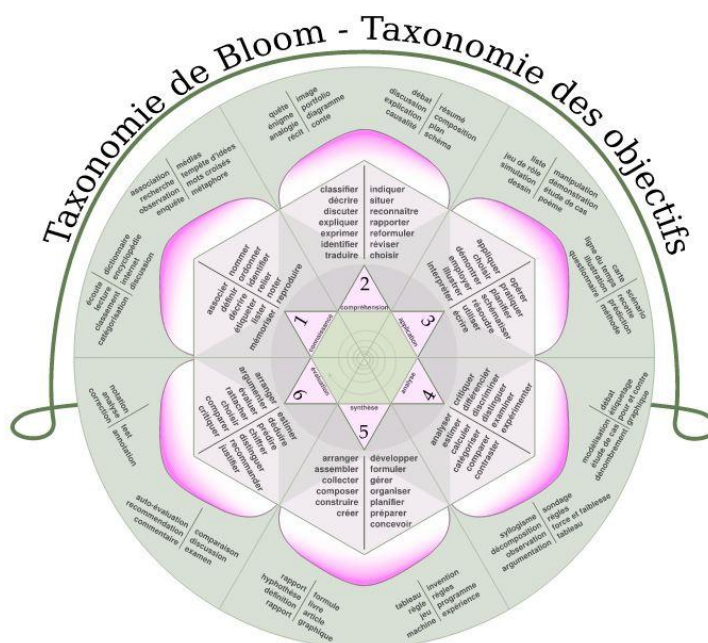 Taxonomie de Bloom - Taxonomie des objectifs
quête | image
énigme | portfolio
analogie | diagramme
récit | conte
débat | résumé
discussion | composition
explication | plan
causalité | schéma
association | médias
recherche | tempête d'idées
observation | mots croisés
enquête | métaphore
liste | manipulation
jeu de rôle | démonstration
simulation | étude de cas
dessin | poème
écoute | dictionnaire
lecture | encyclopédie
classement | internet
catégorisation | discussion
ligne du temps | carte | scénario
illustration | recette
questionnaire | prédiction
méthode
classifier | indiquer
décrire | situer
discuter | reconnaître
expliquer | rapporter
exprimer | reformuler
identifier | réviser
traduire | choisir
associer | nommer
définir | ordonner
décrire | identifier
étiqueter | relier
lister | noter
mémoriser | reproduire
appliquer | opérer
choisir | pratiquer
démontrer | planifier
employer | schématiser
illustrer | résoudre
interpréter | utiliser
écrire
1
connaissance
2
compréhension
3
application
4
analyse
5
synthèse
6
évaluation
arranger | estimer
argumenter | déduire
évaluer | prédire
rattacher | chiffrer
choisir | distinguer
comparer | recommander
critiquer | justifier
analyser | critiquer
estimer | différencier
calculer | discriminer
catégoriser | distinguer
comparer | examiner
contraster | expérimenter
arranger | développer
assembler | formuler
collecter | gérer
composer | organiser
construire | planifier
créer | préparer
concevoir
notation | test
analyse | annotation
correction
débat | étiquetage
modélisation | pour et contre
étude de cas | graphique
dénombrement
auto-évaluation | comparaison
recommendation | discussion
commentaire | examen
syllogisme | sondage
décomposition | règles
observation | force et faiblesse
argumentation | tableau
rapport | formule
hyphothèse | livre
définition | article
rapport | graphique
tableau | invention
règle | règles
jeu | programme
machine | expérience